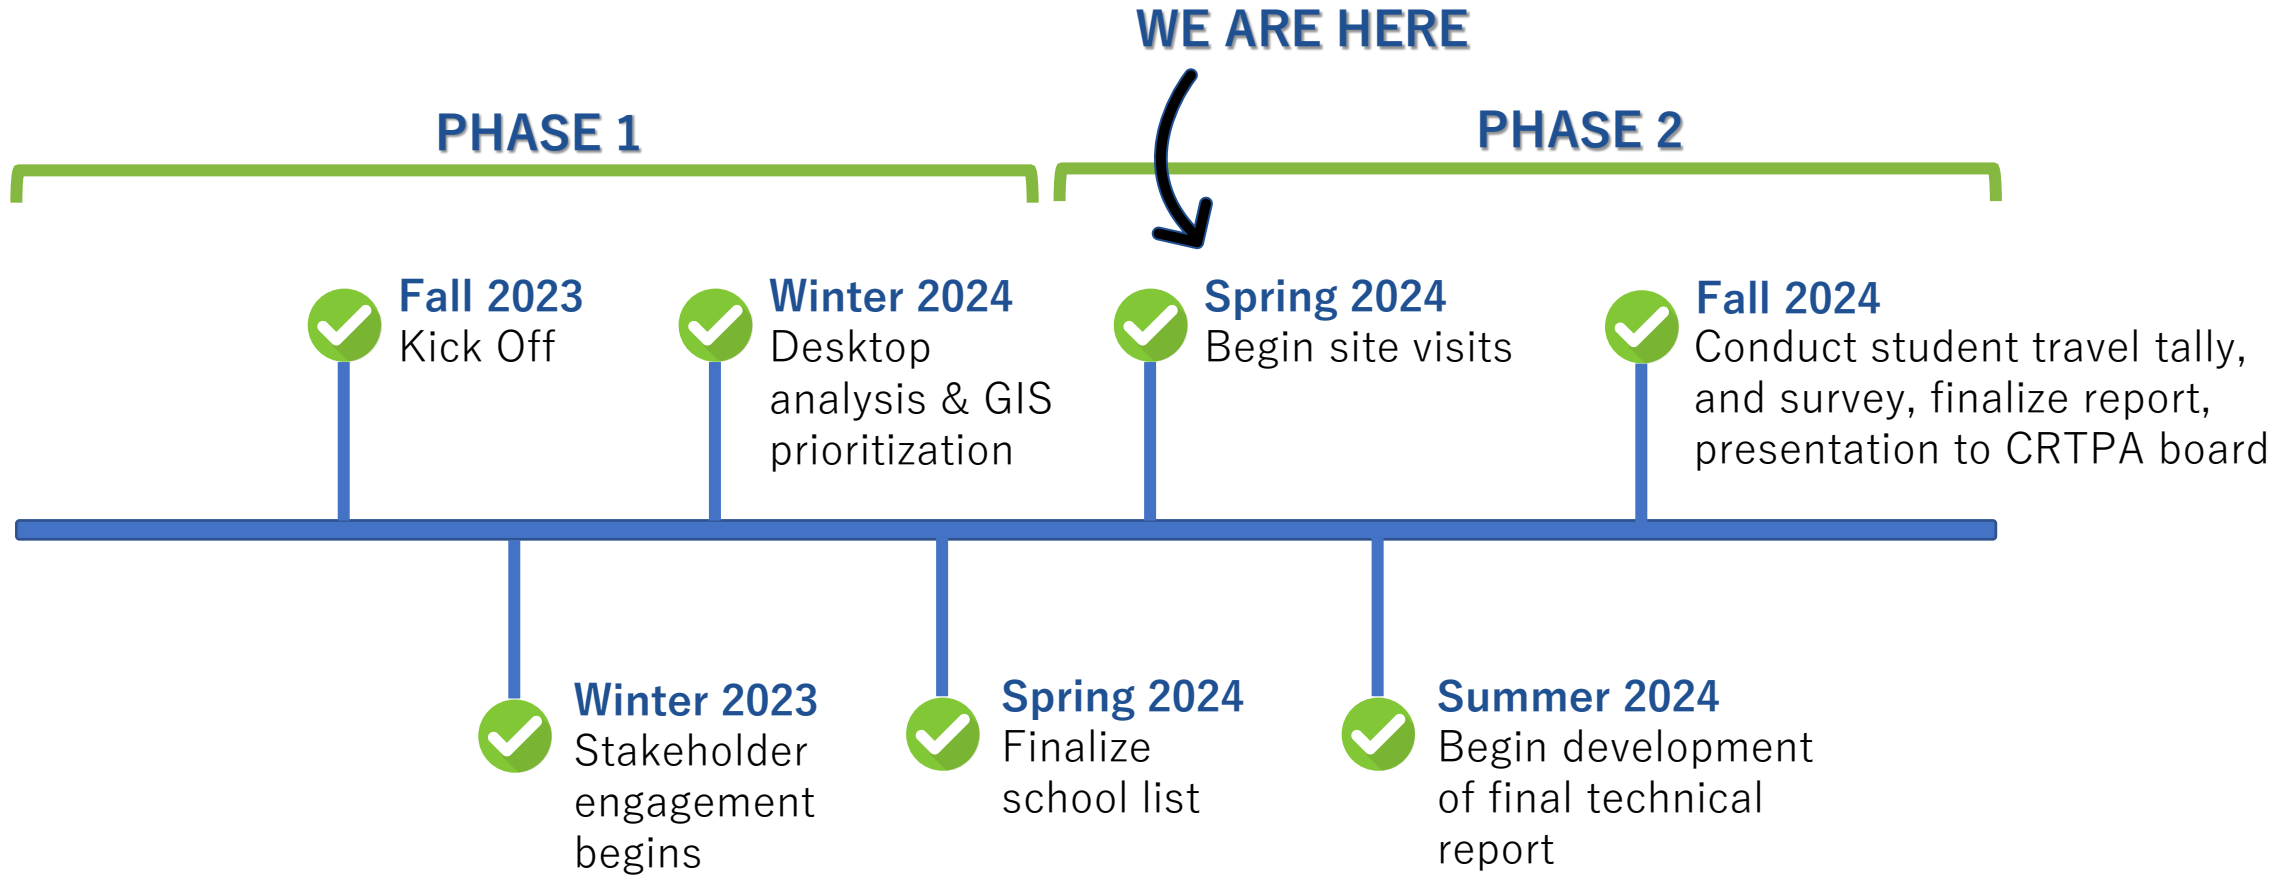 WE ARE HERE
PHASE 1
PHASE 2
Fall 2023
Kick Off
Winter 2024
Desktop
analysis & GIS
prioritization
Spring 2024
Begin site visits
Fall 2024
Conduct student travel tally,
and survey, finalize report,
presentation to CRTPA board
Winter 2023
Stakeholder
engagement
begins
Spring 2024
Finalize
school list
Summer 2024
Begin development
of final technical
report